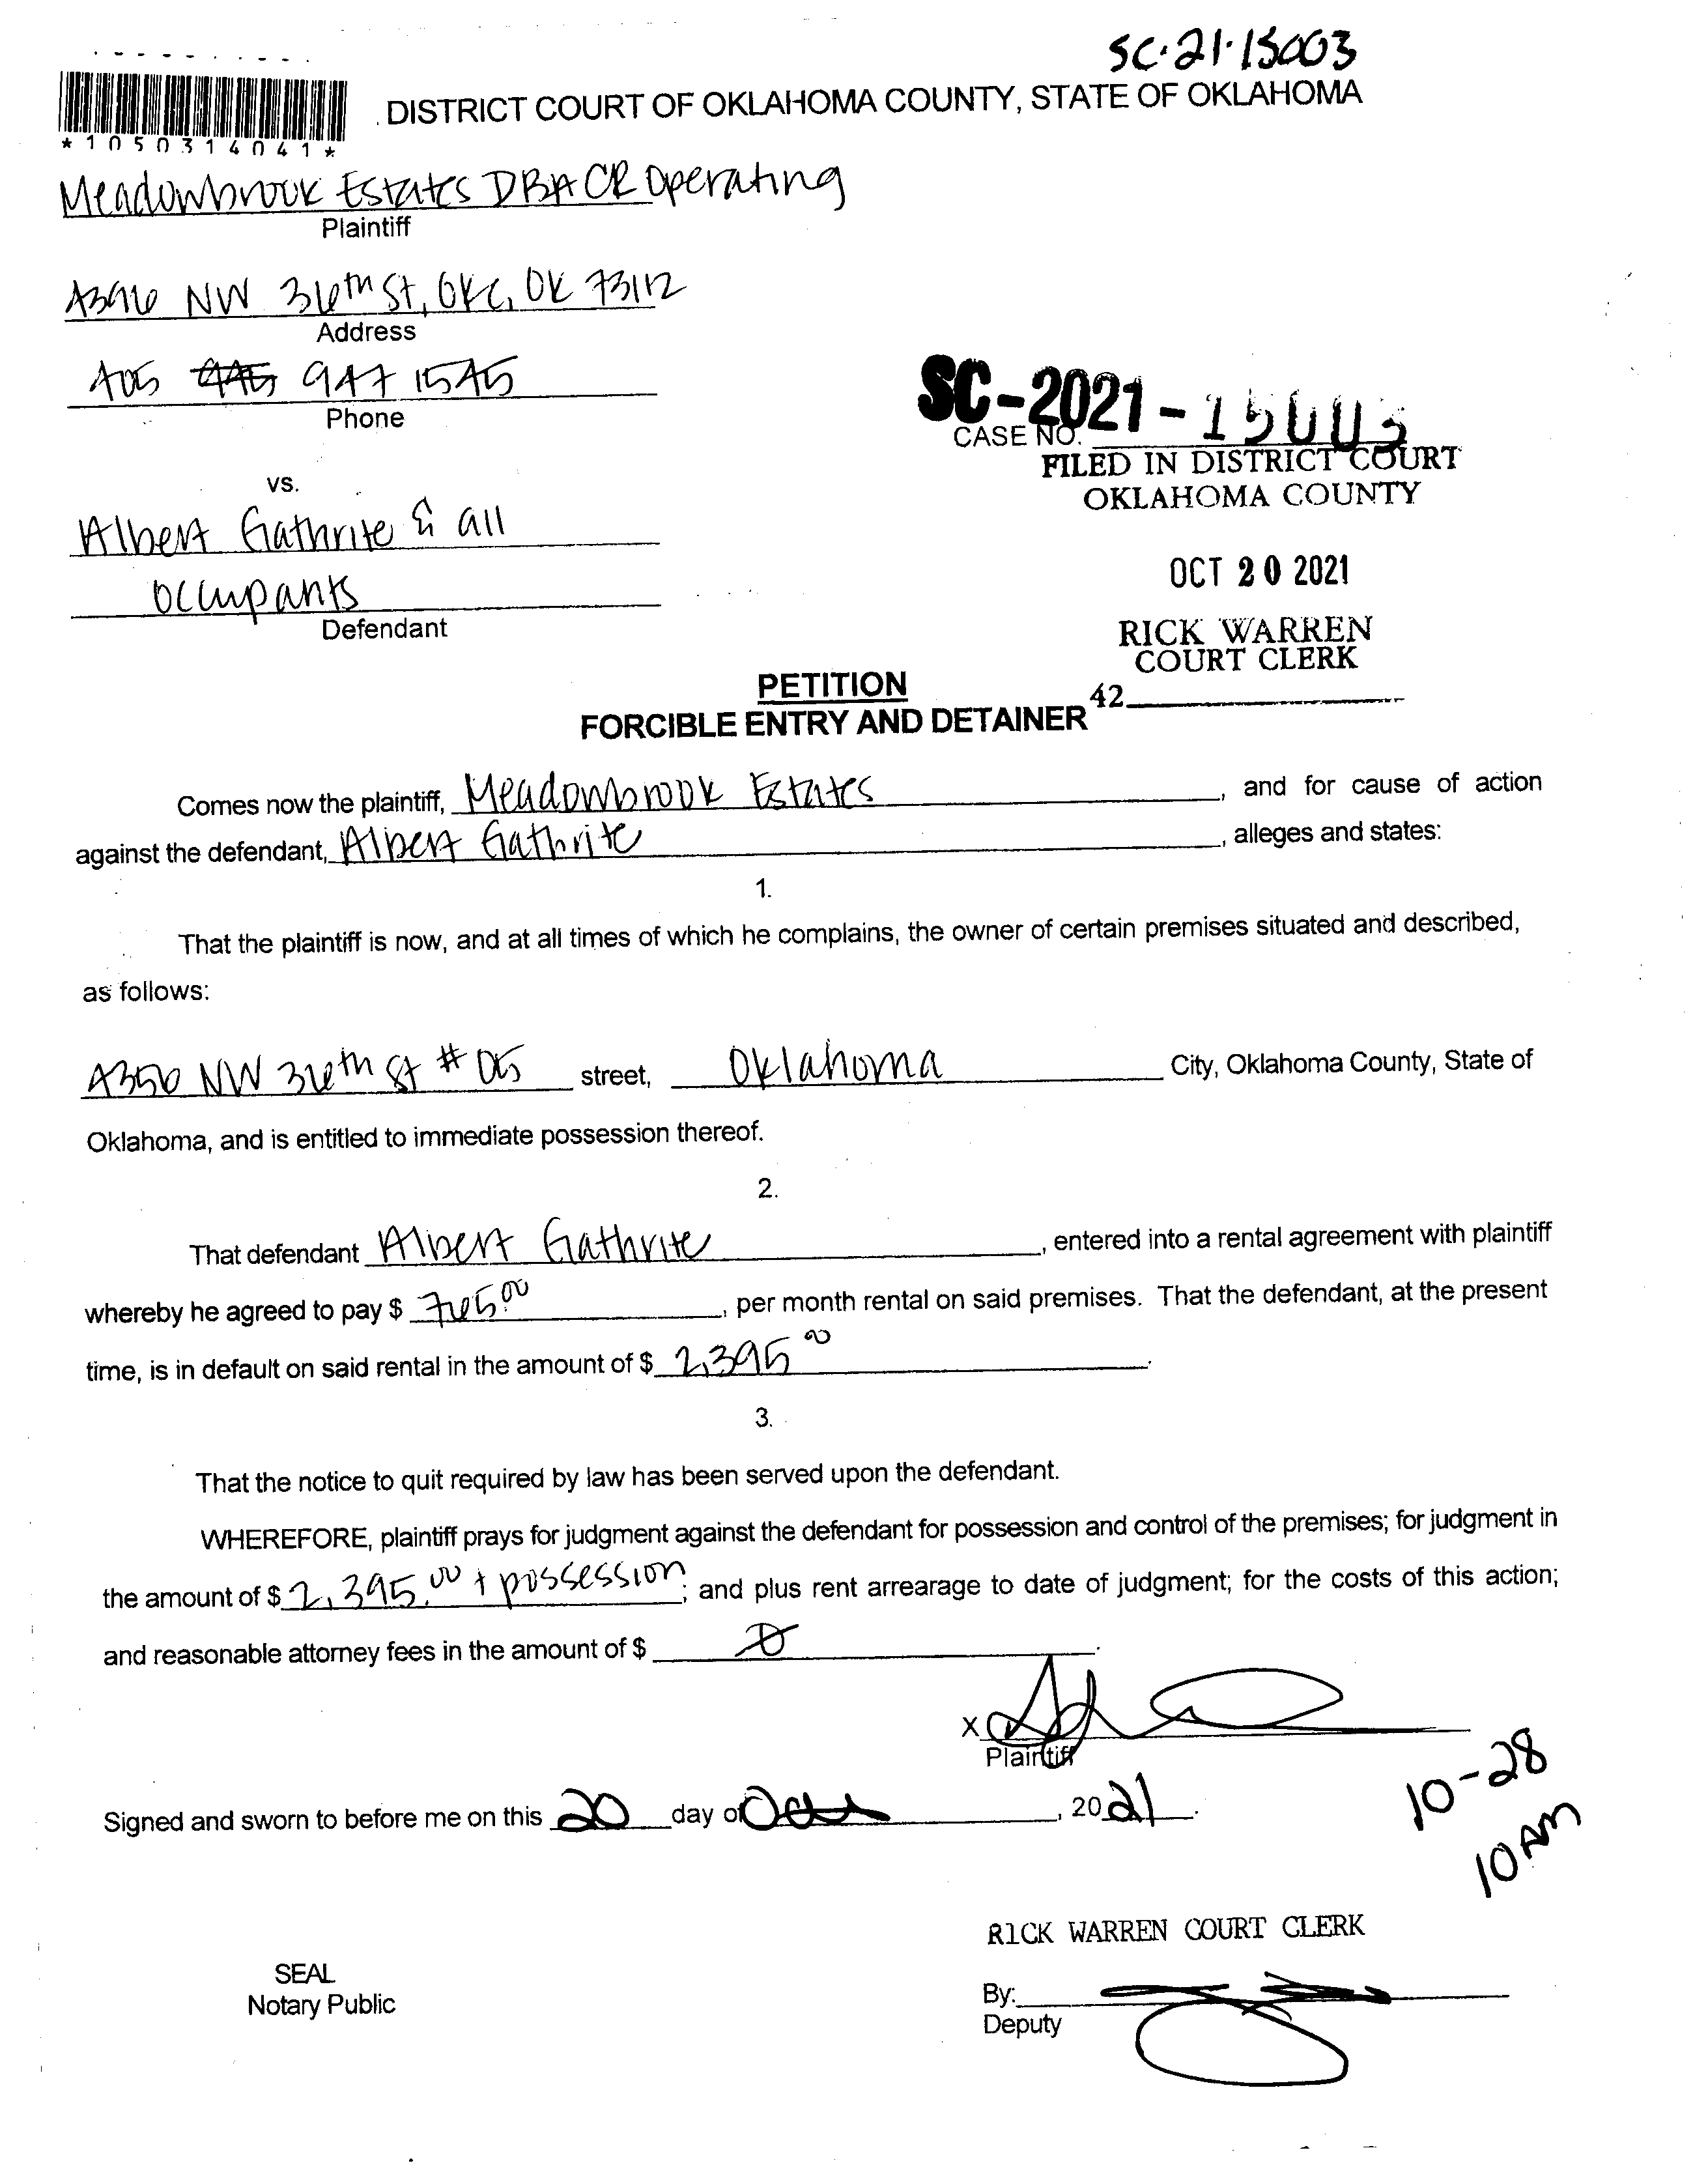 SC-21-15003
*1050314041*
DISTRICT COURT OF OKLAHOMA COUNTY, STATE OF OKLAHOMA
Meadowbrook Estates DBA CR Operating
Plaintiff
4396 NW 36th St, OKC, OK 73112
Address
405 947 1545
Phone
SC-2021-15003
CASE NO.
FILED IN DISTRICT COURT
OKLAHOMA COUNTY
vs.
Albert Gathrite & all
occupants
Defendant
OCT 20 2021
RICK WARREN
COURT CLERK
42
PETITION
FORCIBLE ENTRY AND DETAINER
Comes now the plaintiff, Meadowbrook Estates, and for cause of action
against the defendant, Albert Gathrite, alleges and states:
1.
That the plaintiff is now, and at all times of which he complains, the owner of certain premises situated and described,
as follows:
4356 NW 36th St # 05 street, Oklahoma City, Oklahoma County, State of
Oklahoma, and is entitled to immediate possession thereof.
2.
That defendant Albert Gathrite, entered into a rental agreement with plaintiff
whereby he agreed to pay $ 765.00, per month rental on said premises. That the defendant, at the present
time, is in default on said rental in the amount of $ 2,395.00.
3.
That the notice to quit required by law has been served upon the defendant.
WHEREFORE, plaintiff prays for judgment against the defendant for possession and control of the premises; for judgment in
the amount of $ 2,395.00 + possession; and plus rent arrearage to date of judgment; for the costs of this action;
and reasonable attorney fees in the amount of $ 0.
X
Plaintiff
Signed and sworn to before me on this 20 day of Oct, 2021.
10-28
10 AM
RICK WARREN COURT CLERK
SEAL
Notary Public
By:
Deputy